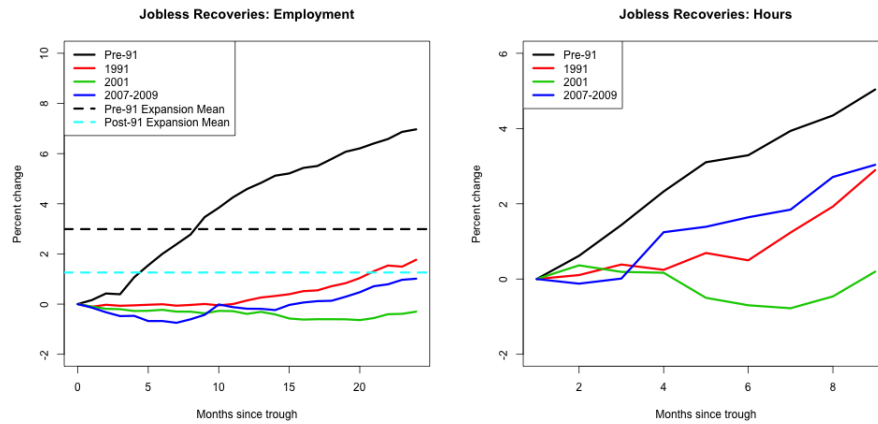 Jobless Recoveries: Employment
Percent change
10
8
6
4
2
0
-2
Pre-91
1991
2001
2007-2009
Pre-91 Expansion Mean
Post-91 Expansion Mean
0 5 10 15 20
Months since trough
Jobless Recoveries: Hours
Percent change
6
4
2
0
-2
Pre-91
1991
2001
2007-2009
2 4 6 8
Months since trough